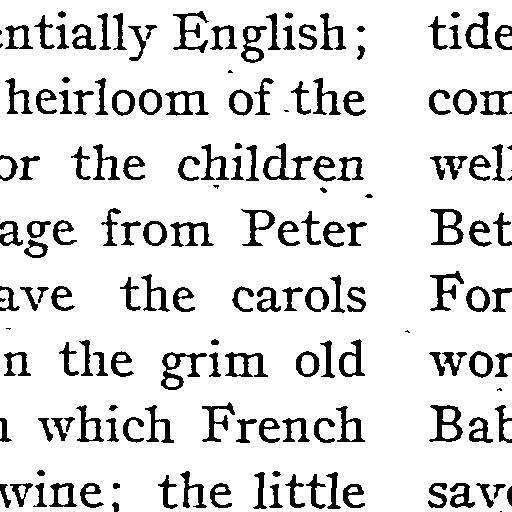 entially English;
heirloom of the
or the children
age from Peter
ave the carols
n the grim old
which French
wine; the little
tide
com
well
Bet
For
wor
Bab
save